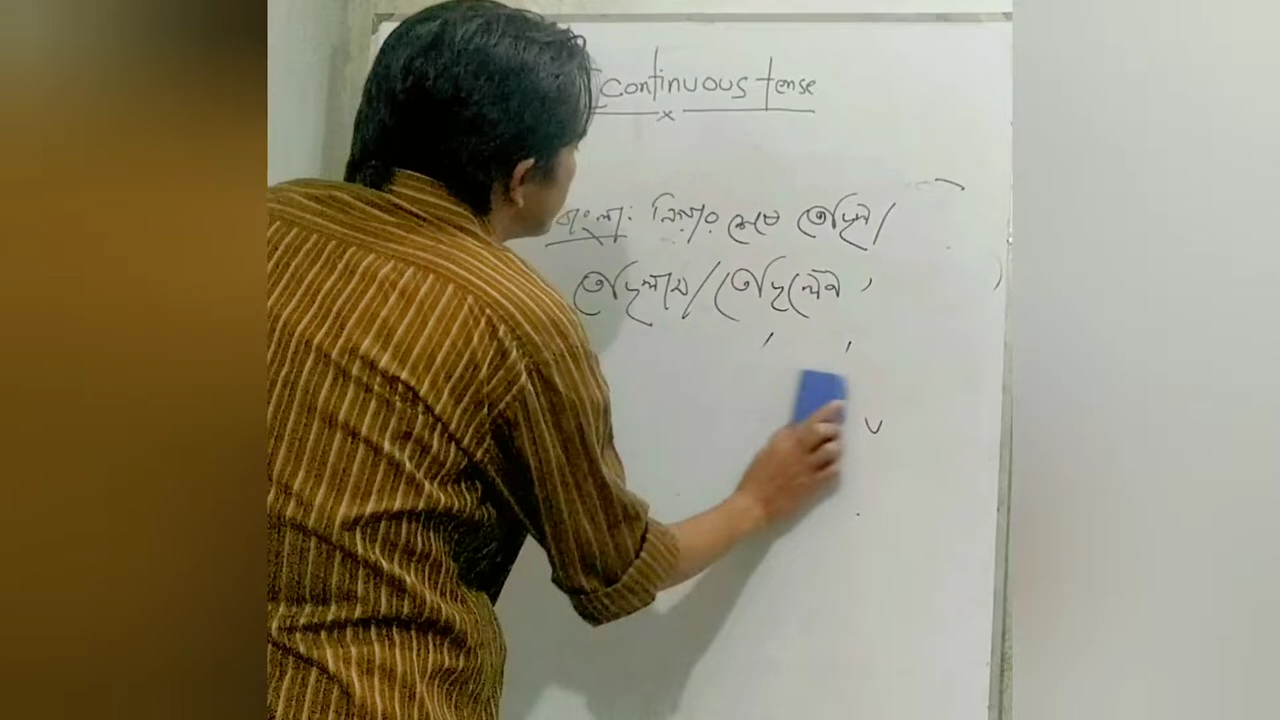 continuous tense
বাংলা: ক্রিয়ার শেষে তেছিল/
তেছিলাম/তেছিলেন